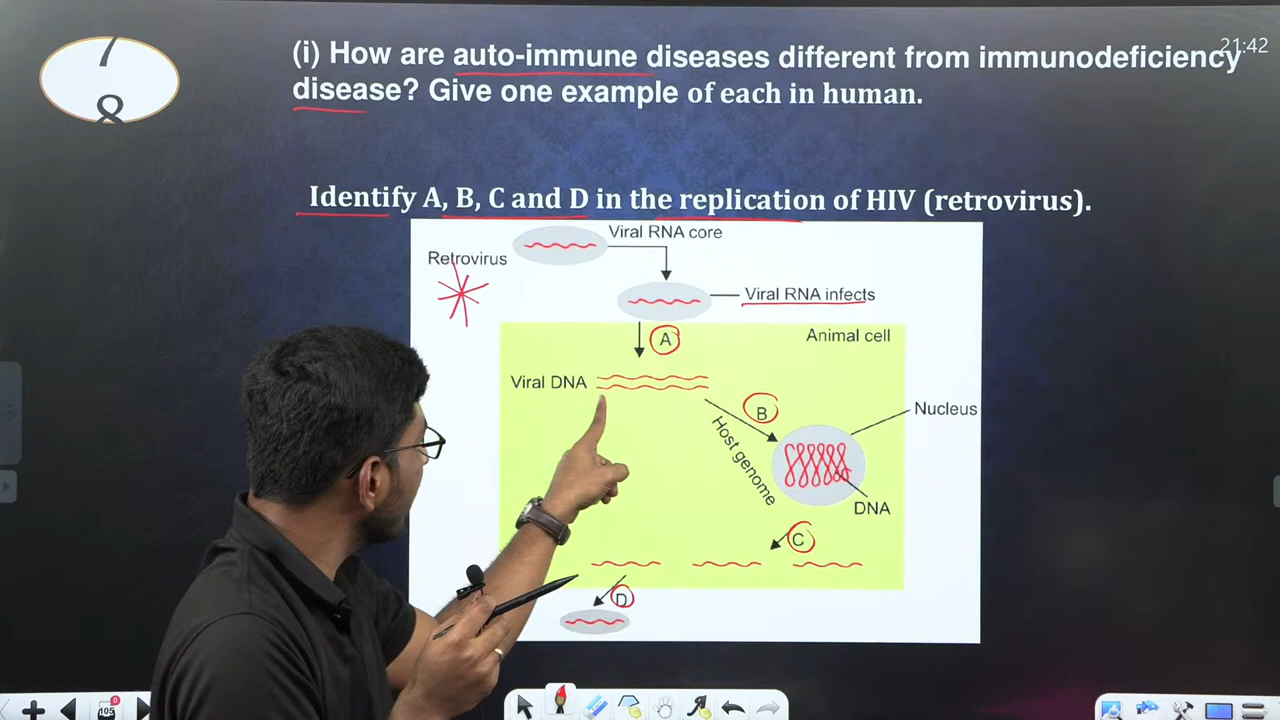 7
8
21:42
(i) How are auto-immune diseases different from immunodeficiency
disease? Give one example of each in human.
Identify A, B, C and D in the replication of HIV (retrovirus).
Viral RNA core
Retrovirus
Viral RNA infects
A
Animal cell
Viral DNA
B
Nucleus
Host genome
DNA
C
D
0
105